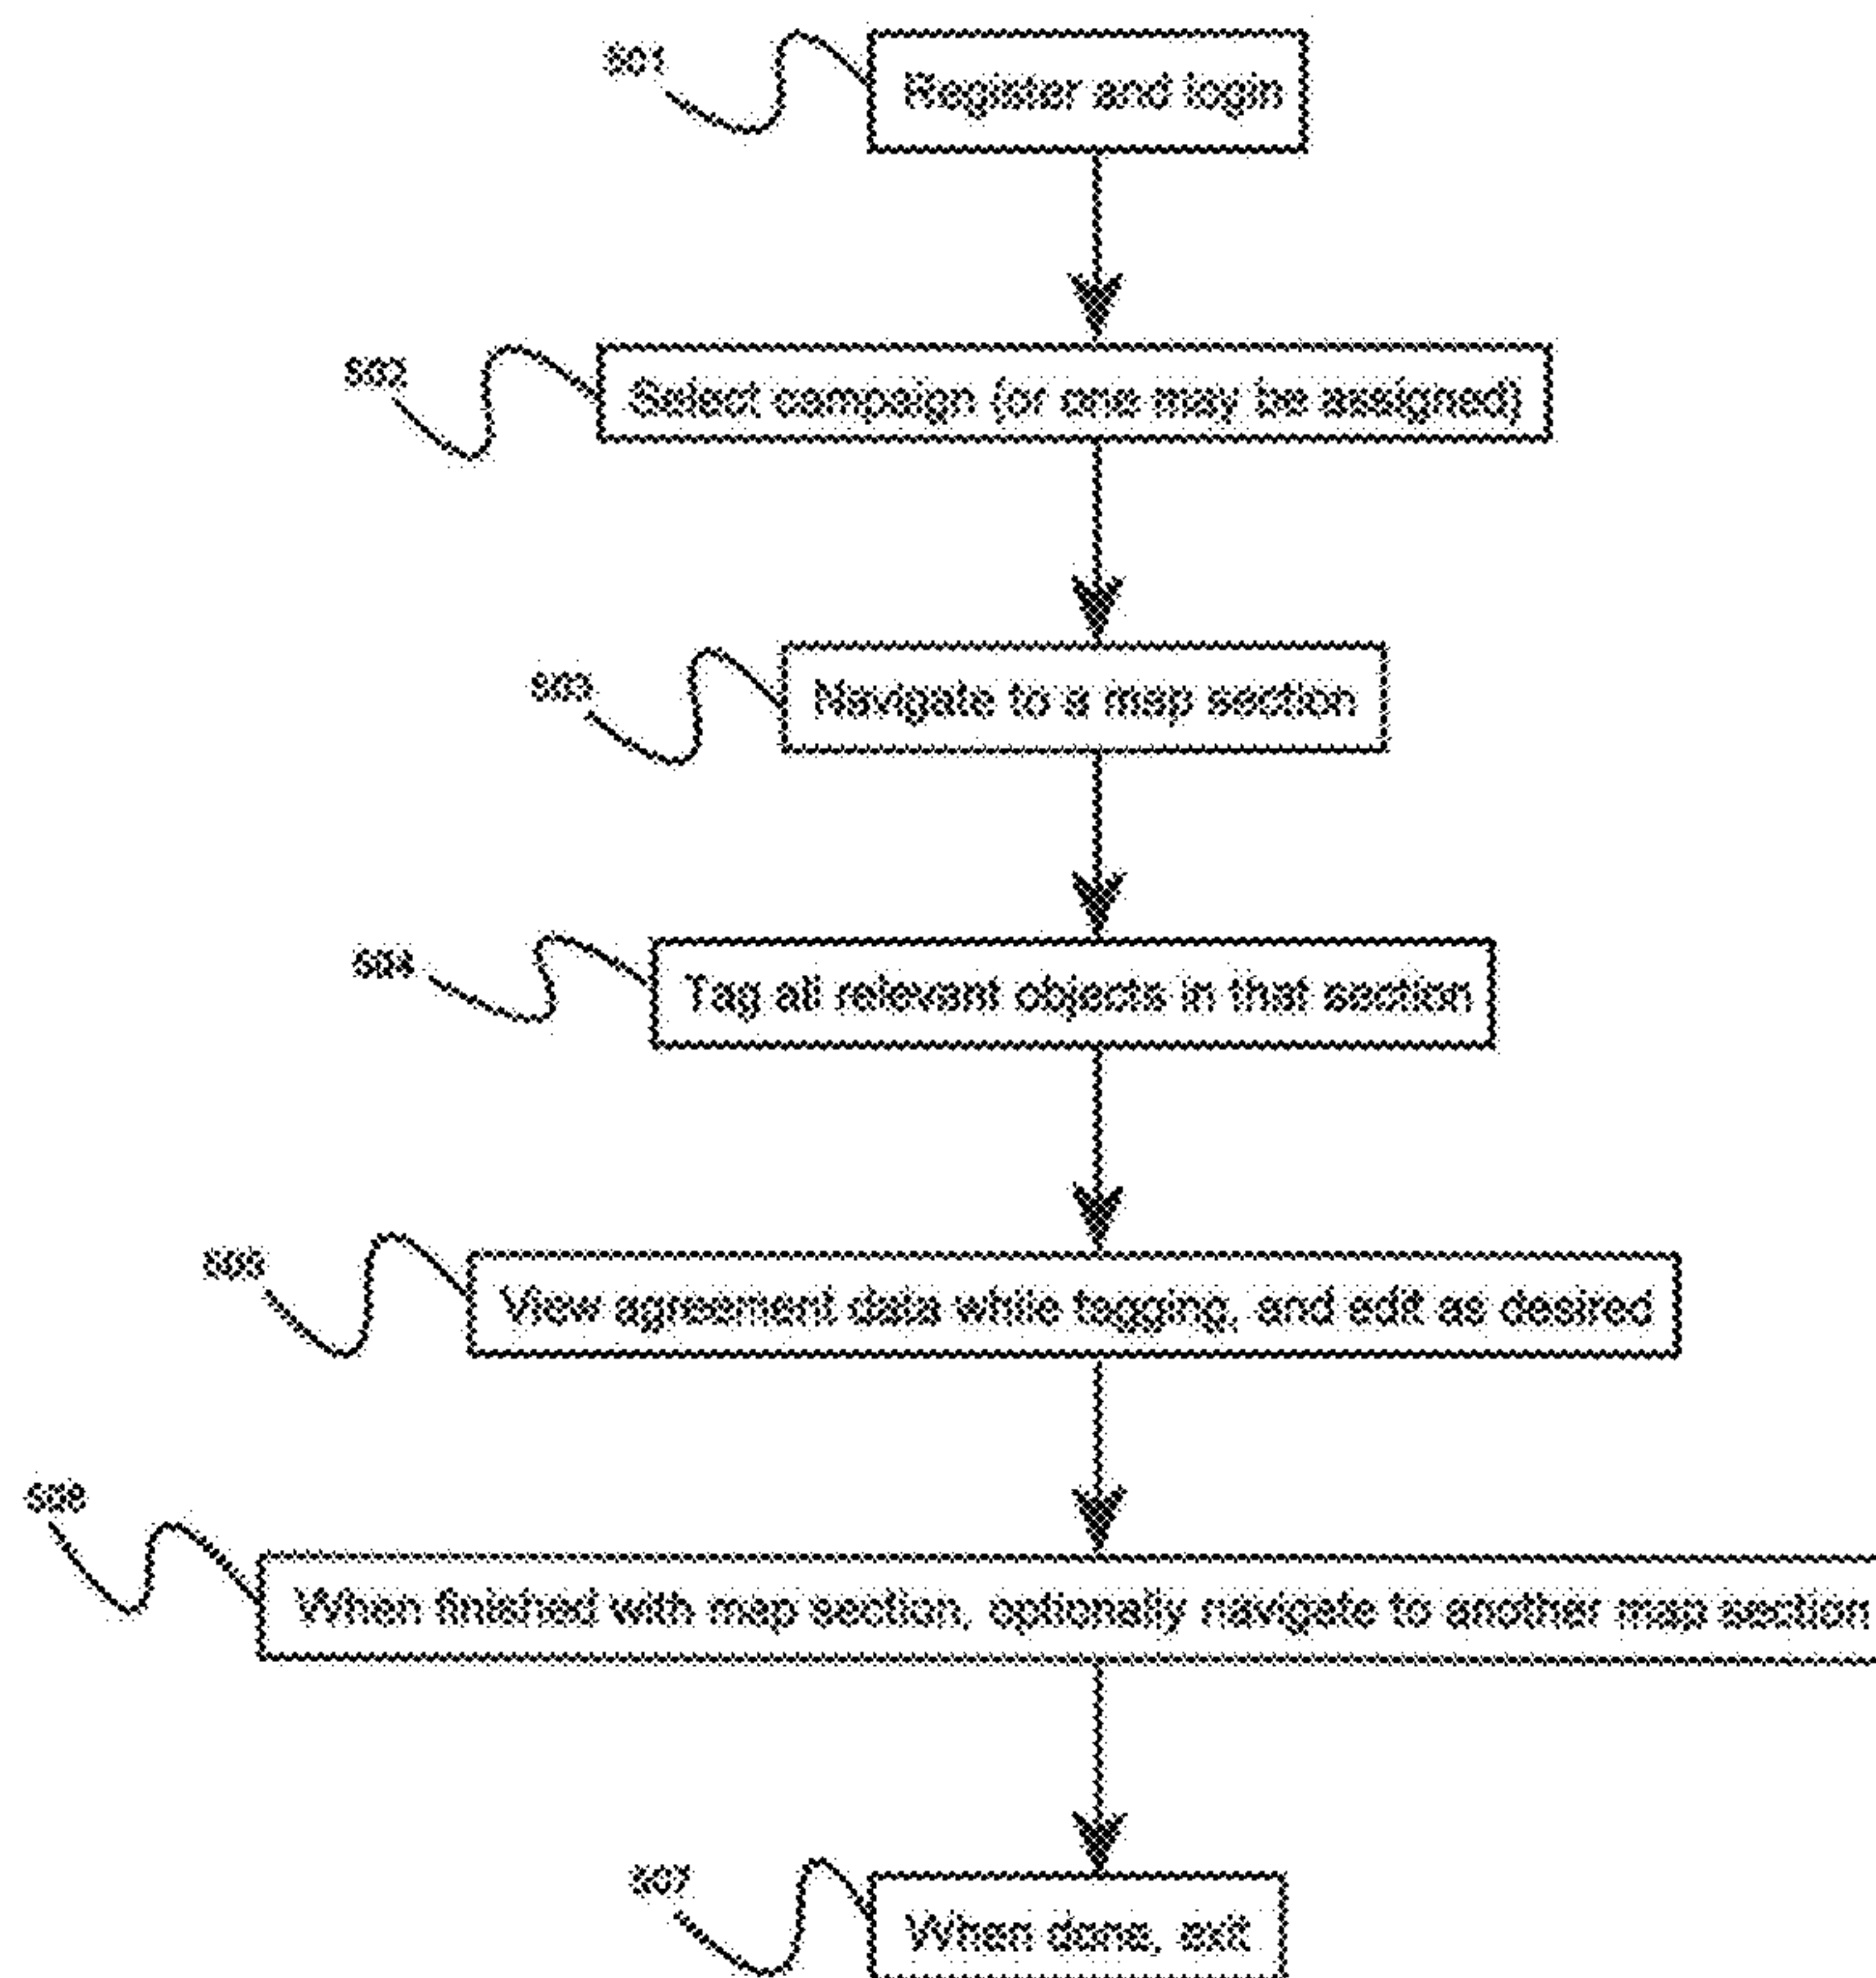 501
Register and login
502
Select campaign (or one may be assigned)
503
Navigate to a map section
504
Tag all relevant objects in that section
505
View agreement data while tagging, and edit as desired
506
When finished with map section, optionally navigate to another map section
507
When done, exit